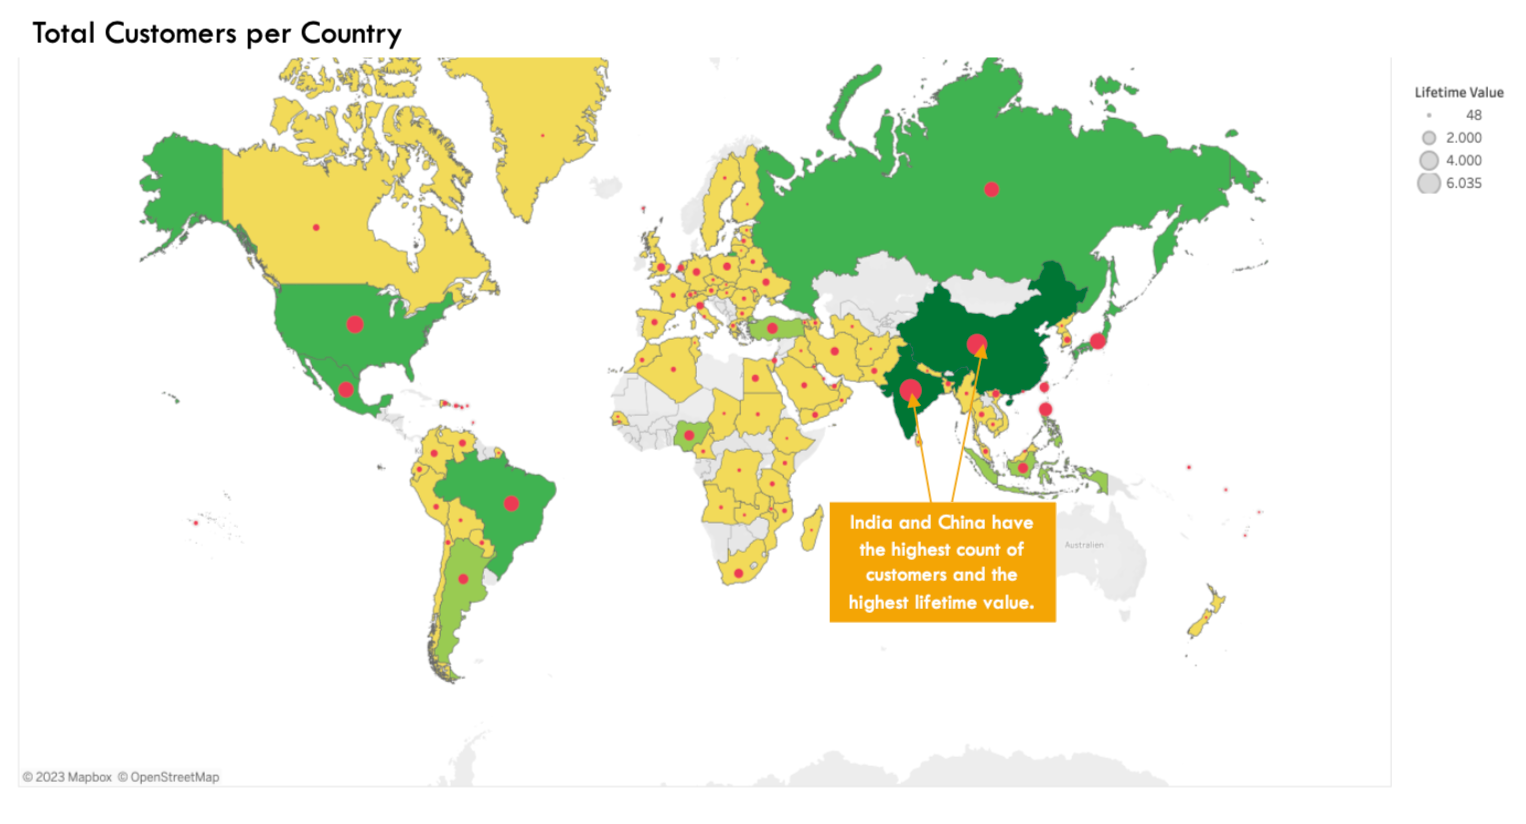 Total Customers per Country
Lifetime Value
48
2.000
4.000
6.035
India and China have
the highest count of
customers and the
highest lifetime value.
Australien
© 2023 Mapbox © OpenStreetMap